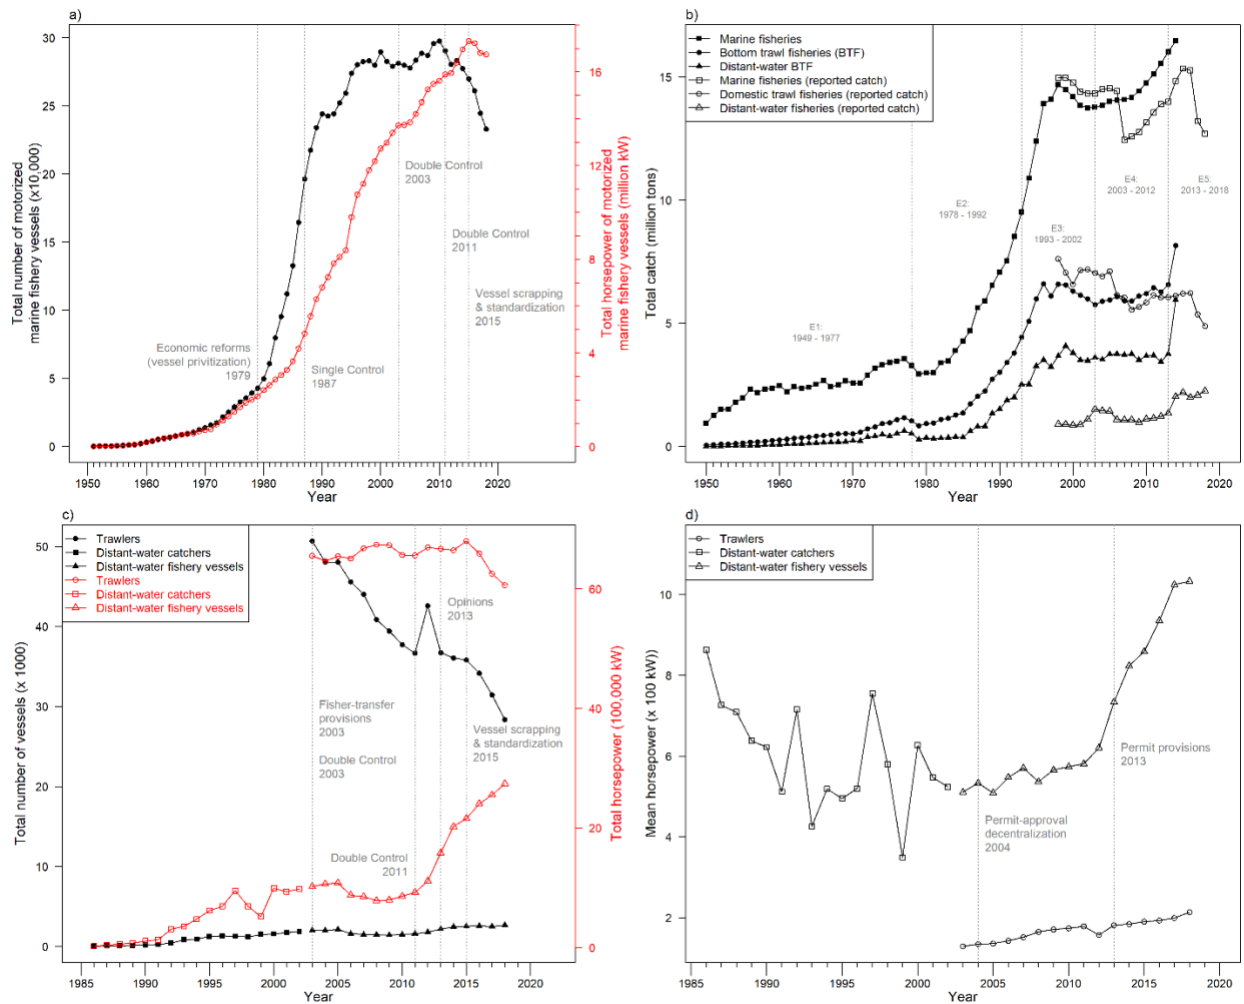 a)
Total number of motorized
marine fishery vessels (x10,000)
0
5
10
15
20
25
30
1950
1960
1970
1980
1990
2000
2010
2020
Year
0
2
4
8
12
16
Total horsepower of motorized
marine fishery vessels (million kW)
Economic reforms
(vessel privitization)
1979
Single Control
1987
Double Control
2003
Double Control
2011
Vessel scrapping
& standardization
2015
b)
Marine fisheries
Bottom trawl fisheries (BTF)
Distant-water BTF
Marine fisheries (reported catch)
Domestic trawl fisheries (reported catch)
Distant-water fisheries (reported catch)
Total catch (million tons)
0
5
10
15
1950
1960
1970
1980
1990
2000
2010
2020
Year
E1:
1949 - 1977
E2:
1978 - 1992
E3:
1993 - 2002
E4:
2003 - 2012
E5:
2013 - 2018
c)
Trawlers
Distant-water catchers
Distant-water fishery vessels
Trawlers
Distant-water catchers
Distant-water fishery vessels
Total number of vessels (x 1000)
0
10
20
30
40
50
1985
1990
1995
2000
2005
2010
2015
2020
Year
0
20
40
60
Total horsepower (100,000 kW)
Opinions
2013
Fisher-transfer
provisions
2003
Double Control
2003
Vessel scrapping
& standardization
2015
Double Control
2011
d)
Trawlers
Distant-water catchers
Distant-water fishery vessels
Mean horsepower (x 100 kW))
2
4
6
8
10
1985
1990
1995
2000
2005
2010
2015
2020
Year
Permit provisions
2013
Permit-approval
decentralization
2004